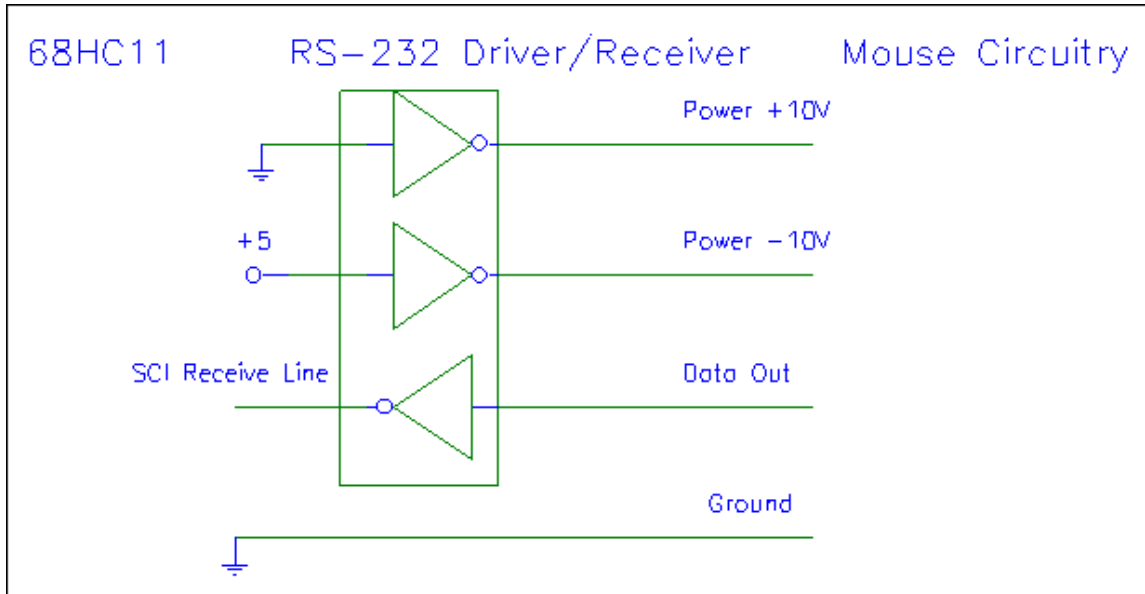 68HC11 RS-232 Driver/Receiver Mouse Circuitry
Power +10V
+5
Power -10V
SCI Receive Line
Data Out
Ground